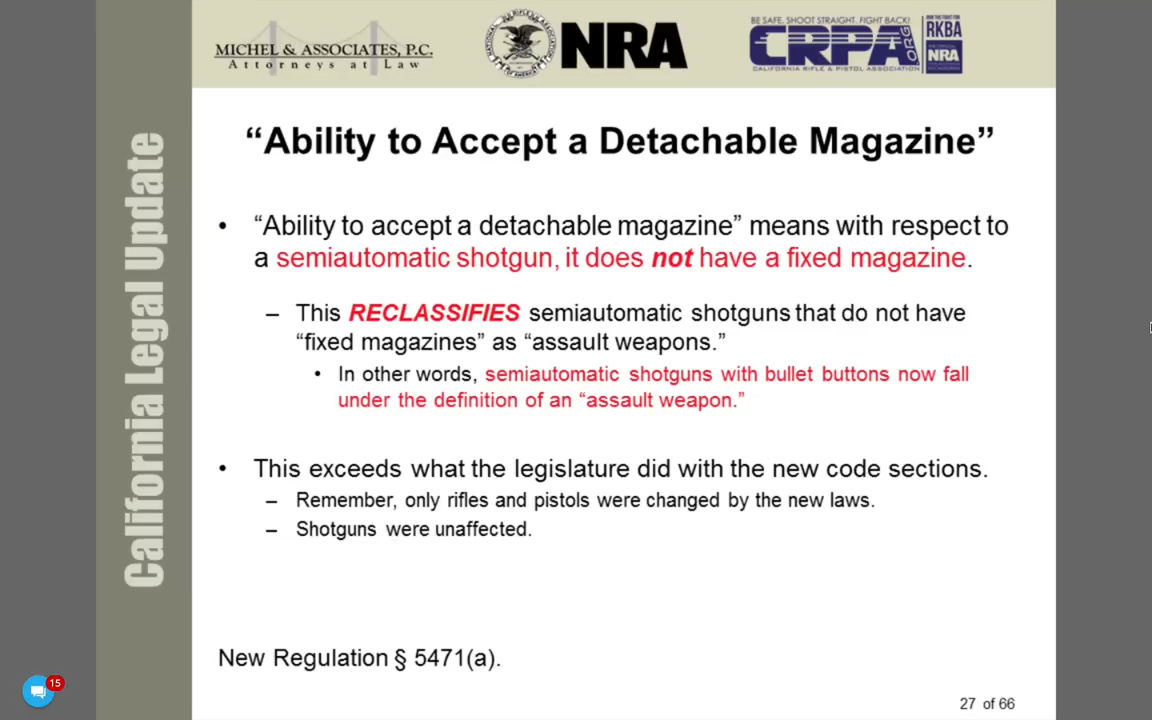 MICHEL & ASSOCIATES, P.C.
Attorneys at Law
NRA
BE SAFE. SHOOT STRAIGHT. FIGHT BACK!
CRPA.ORG
CALIFORNIA RIFLE & PISTOL ASSOCIATION
RKBA
NRA
California Legal Update
“Ability to Accept a Detachable Magazine”
• “Ability to accept a detachable magazine” means with respect to
a semiautomatic shotgun, it does not have a fixed magazine.
– This RECLASSIFIES semiautomatic shotguns that do not have
“fixed magazines” as “assault weapons.”
• In other words, semiautomatic shotguns with bullet buttons now fall
under the definition of an “assault weapon.”
• This exceeds what the legislature did with the new code sections.
– Remember, only rifles and pistols were changed by the new laws.
– Shotguns were unaffected.
New Regulation § 5471(a).
27 of 66
15